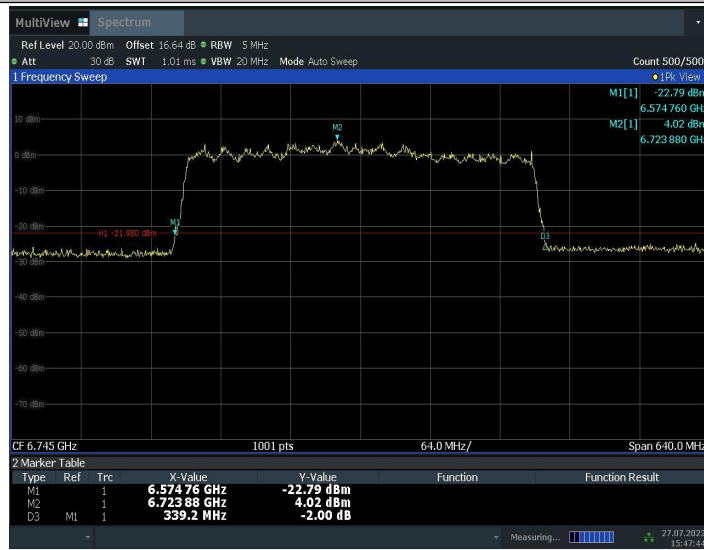 MultiView Spectrum
Ref Level 20.00 dBm Offset 16.64 dB RBW 5 MHz
Att 30 dB SWT 1.01 ms VBW 20 MHz Mode Auto Sweep Count 500/500
1 Frequency Sweep 1Pk View
M1[1] -22.79 dBm
6.574 760 GHz
M2[1] 4.02 dBm
6.723 880 GHz
10 dBm
M2
0 dBm
-10 dBm
-20 dBm
M1
H1 -21.980 dBm
D3
-30 dBm
-40 dBm
-50 dBm
-60 dBm
-70 dBm
CF 6.745 GHz 1001 pts 64.0 MHz/ Span 640.0 MHz
2 Marker Table
Type Ref Trc X-Value Y-Value Function Function Result
M1 1 6.574 76 GHz -22.79 dBm
M2 1 6.723 88 GHz 4.02 dBm
D3 M1 1 339.2 MHz -2.00 dB
Measuring... 27.07.2023
15:47:44